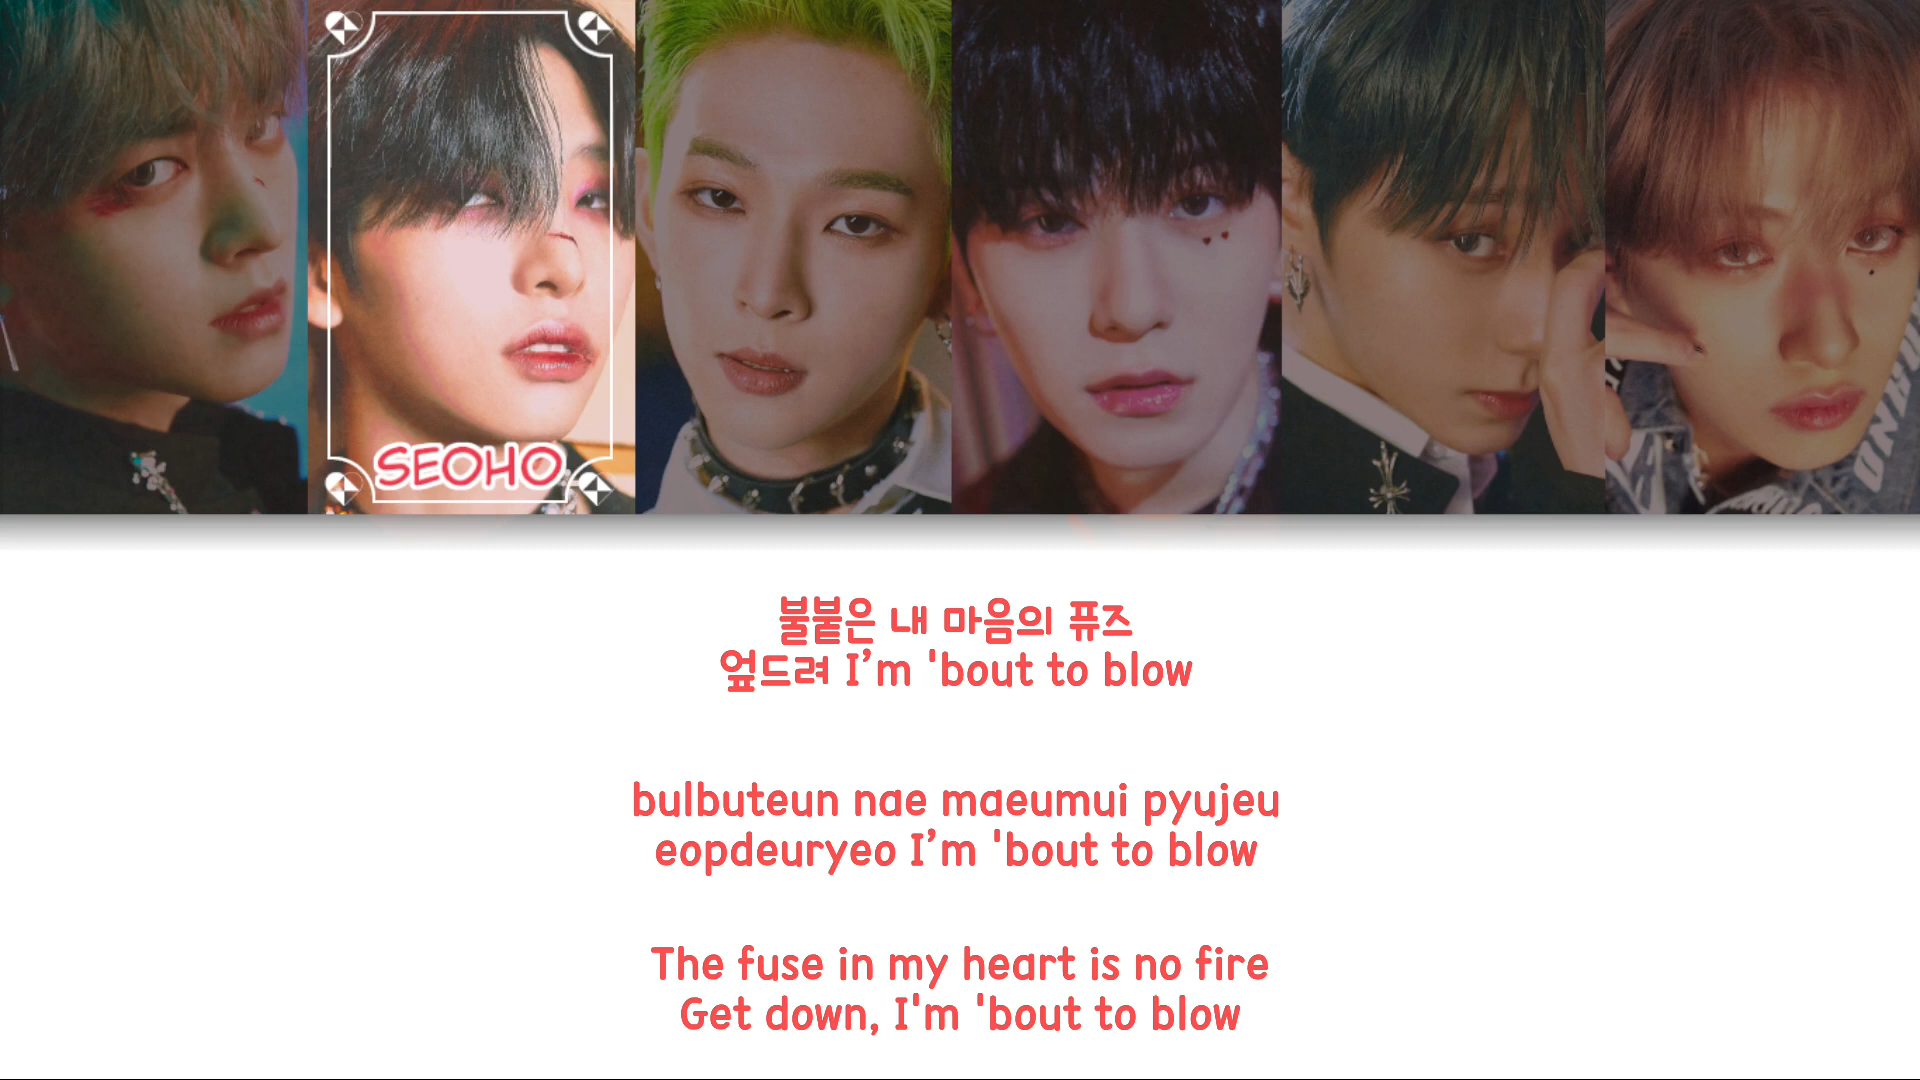 SEOHO
불붙은 내 마음의 퓨즈
엎드려 I’m 'bout to blow
bulbuteun nae maeumui pyujeu
eopdeuryeo I’m 'bout to blow
The fuse in my heart is no fire
Get down, I'm 'bout to blow